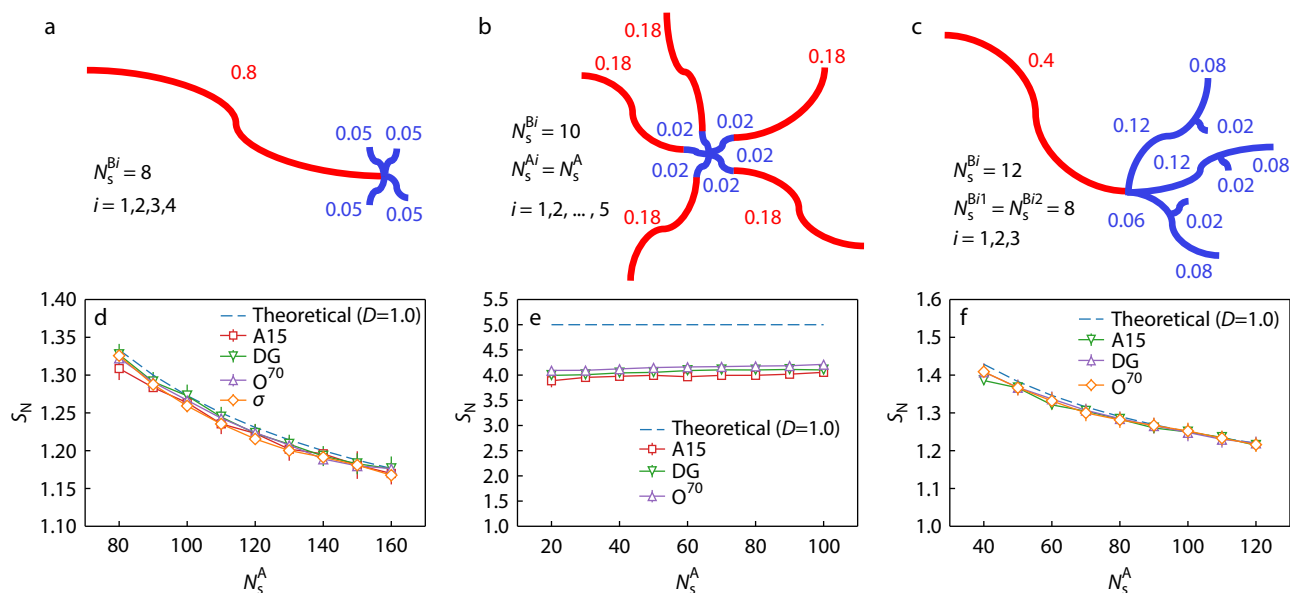 a
0.8
0.05
0.05
0.05
0.05
N_s^{Bi} = 8
i = 1,2,3,4
b
0.18
0.18
0.18
0.18
0.18
0.02
0.02
0.02
0.02
0.02
N_s^{Bi} = 10
N_s^{Ai} = N_s^A
i = 1,2, ... , 5
c
0.4
0.08
0.12
0.02
0.12
0.08
0.02
0.06
0.02
0.08
N_s^{Bi} = 12
N_s^{Bi1} = N_s^{Bi2} = 8
i = 1,2,3
d
S_N
1.40
1.35
1.30
1.25
1.20
1.15
1.10
Theoretical (D=1.0)
A15
DG
O^{70}
σ
80 100 120 140 160
N_s^A
e
S_N
5.5
5.0
4.5
4.0
3.5
3.0
2.5
2.0
1.5
1.0
Theoretical (D=1.0)
A15
DG
O^{70}
20 40 60 80 100
N_s^A
f
S_N
1.6
1.5
1.4
1.3
1.2
1.1
1.0
Theoretical (D=1.0)
A15
DG
O^{70}
40 60 80 100 120
N_s^A